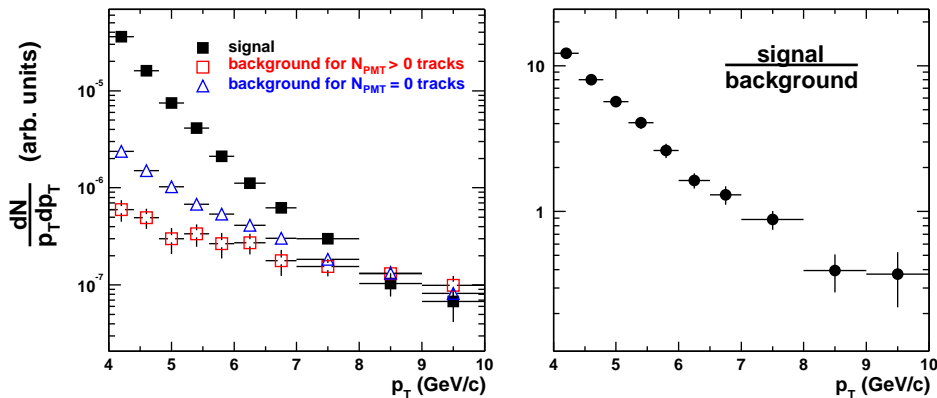 dN
p_T dp_T (arb. units)
10^-5
10^-6
10^-7
signal
background for N_PMT > 0 tracks
background for N_PMT = 0 tracks
4 5 6 7 8 9 10
p_T (GeV/c)
10
1
signal
background
4 5 6 7 8 9 10
p_T (GeV/c)